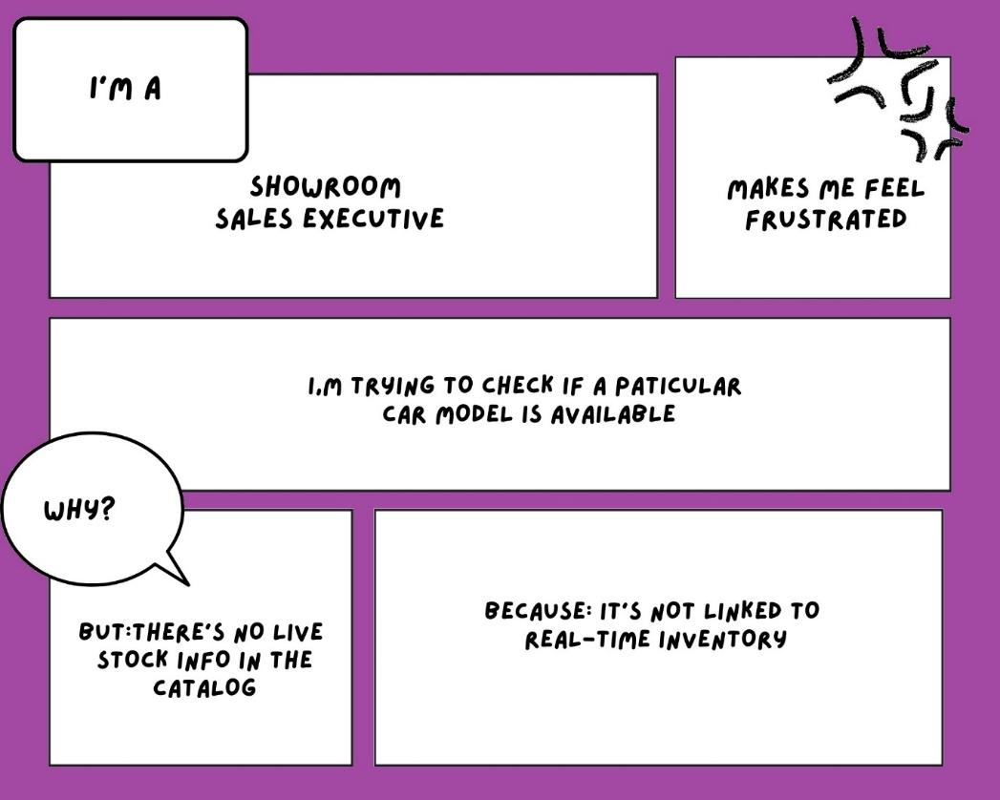 I'M A
SHOWROOM
SALES EXECUTIVE
MAKES ME FEEL
FRUSTRATED
I,M TRYING TO CHECK IF A PATICULAR
CAR MODEL IS AVAILABLE
WHY?
BUT:THERE'S NO LIVE
STOCK INFO IN THE
CATALOG
BECAUSE: IT'S NOT LINKED TO
REAL-TIME INVENTORY